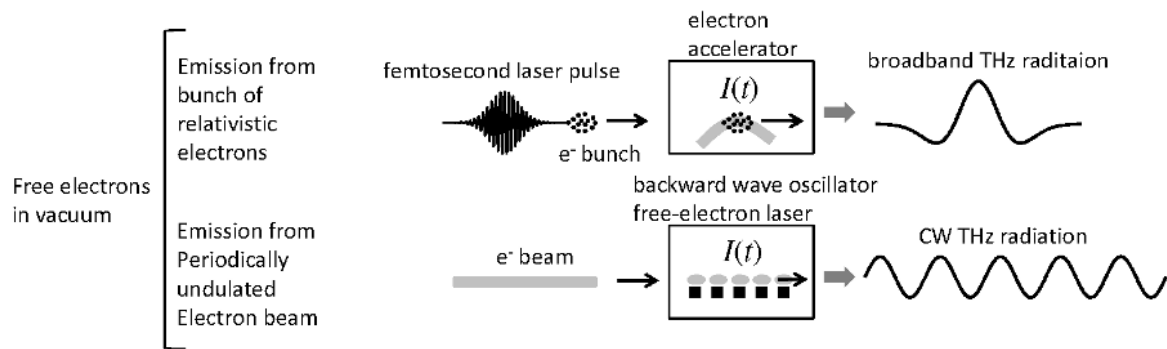 Free electrons
in vacuum
Emission from
bunch of
relativistic
electrons
femtosecond laser pulse
e⁻ bunch
electron
accelerator
I(t)
broadband THz raditaion
Emission from
Periodically
undulated
Electron beam
e⁻ beam
backward wave oscillator
free-electron laser
I(t)
CW THz radiation